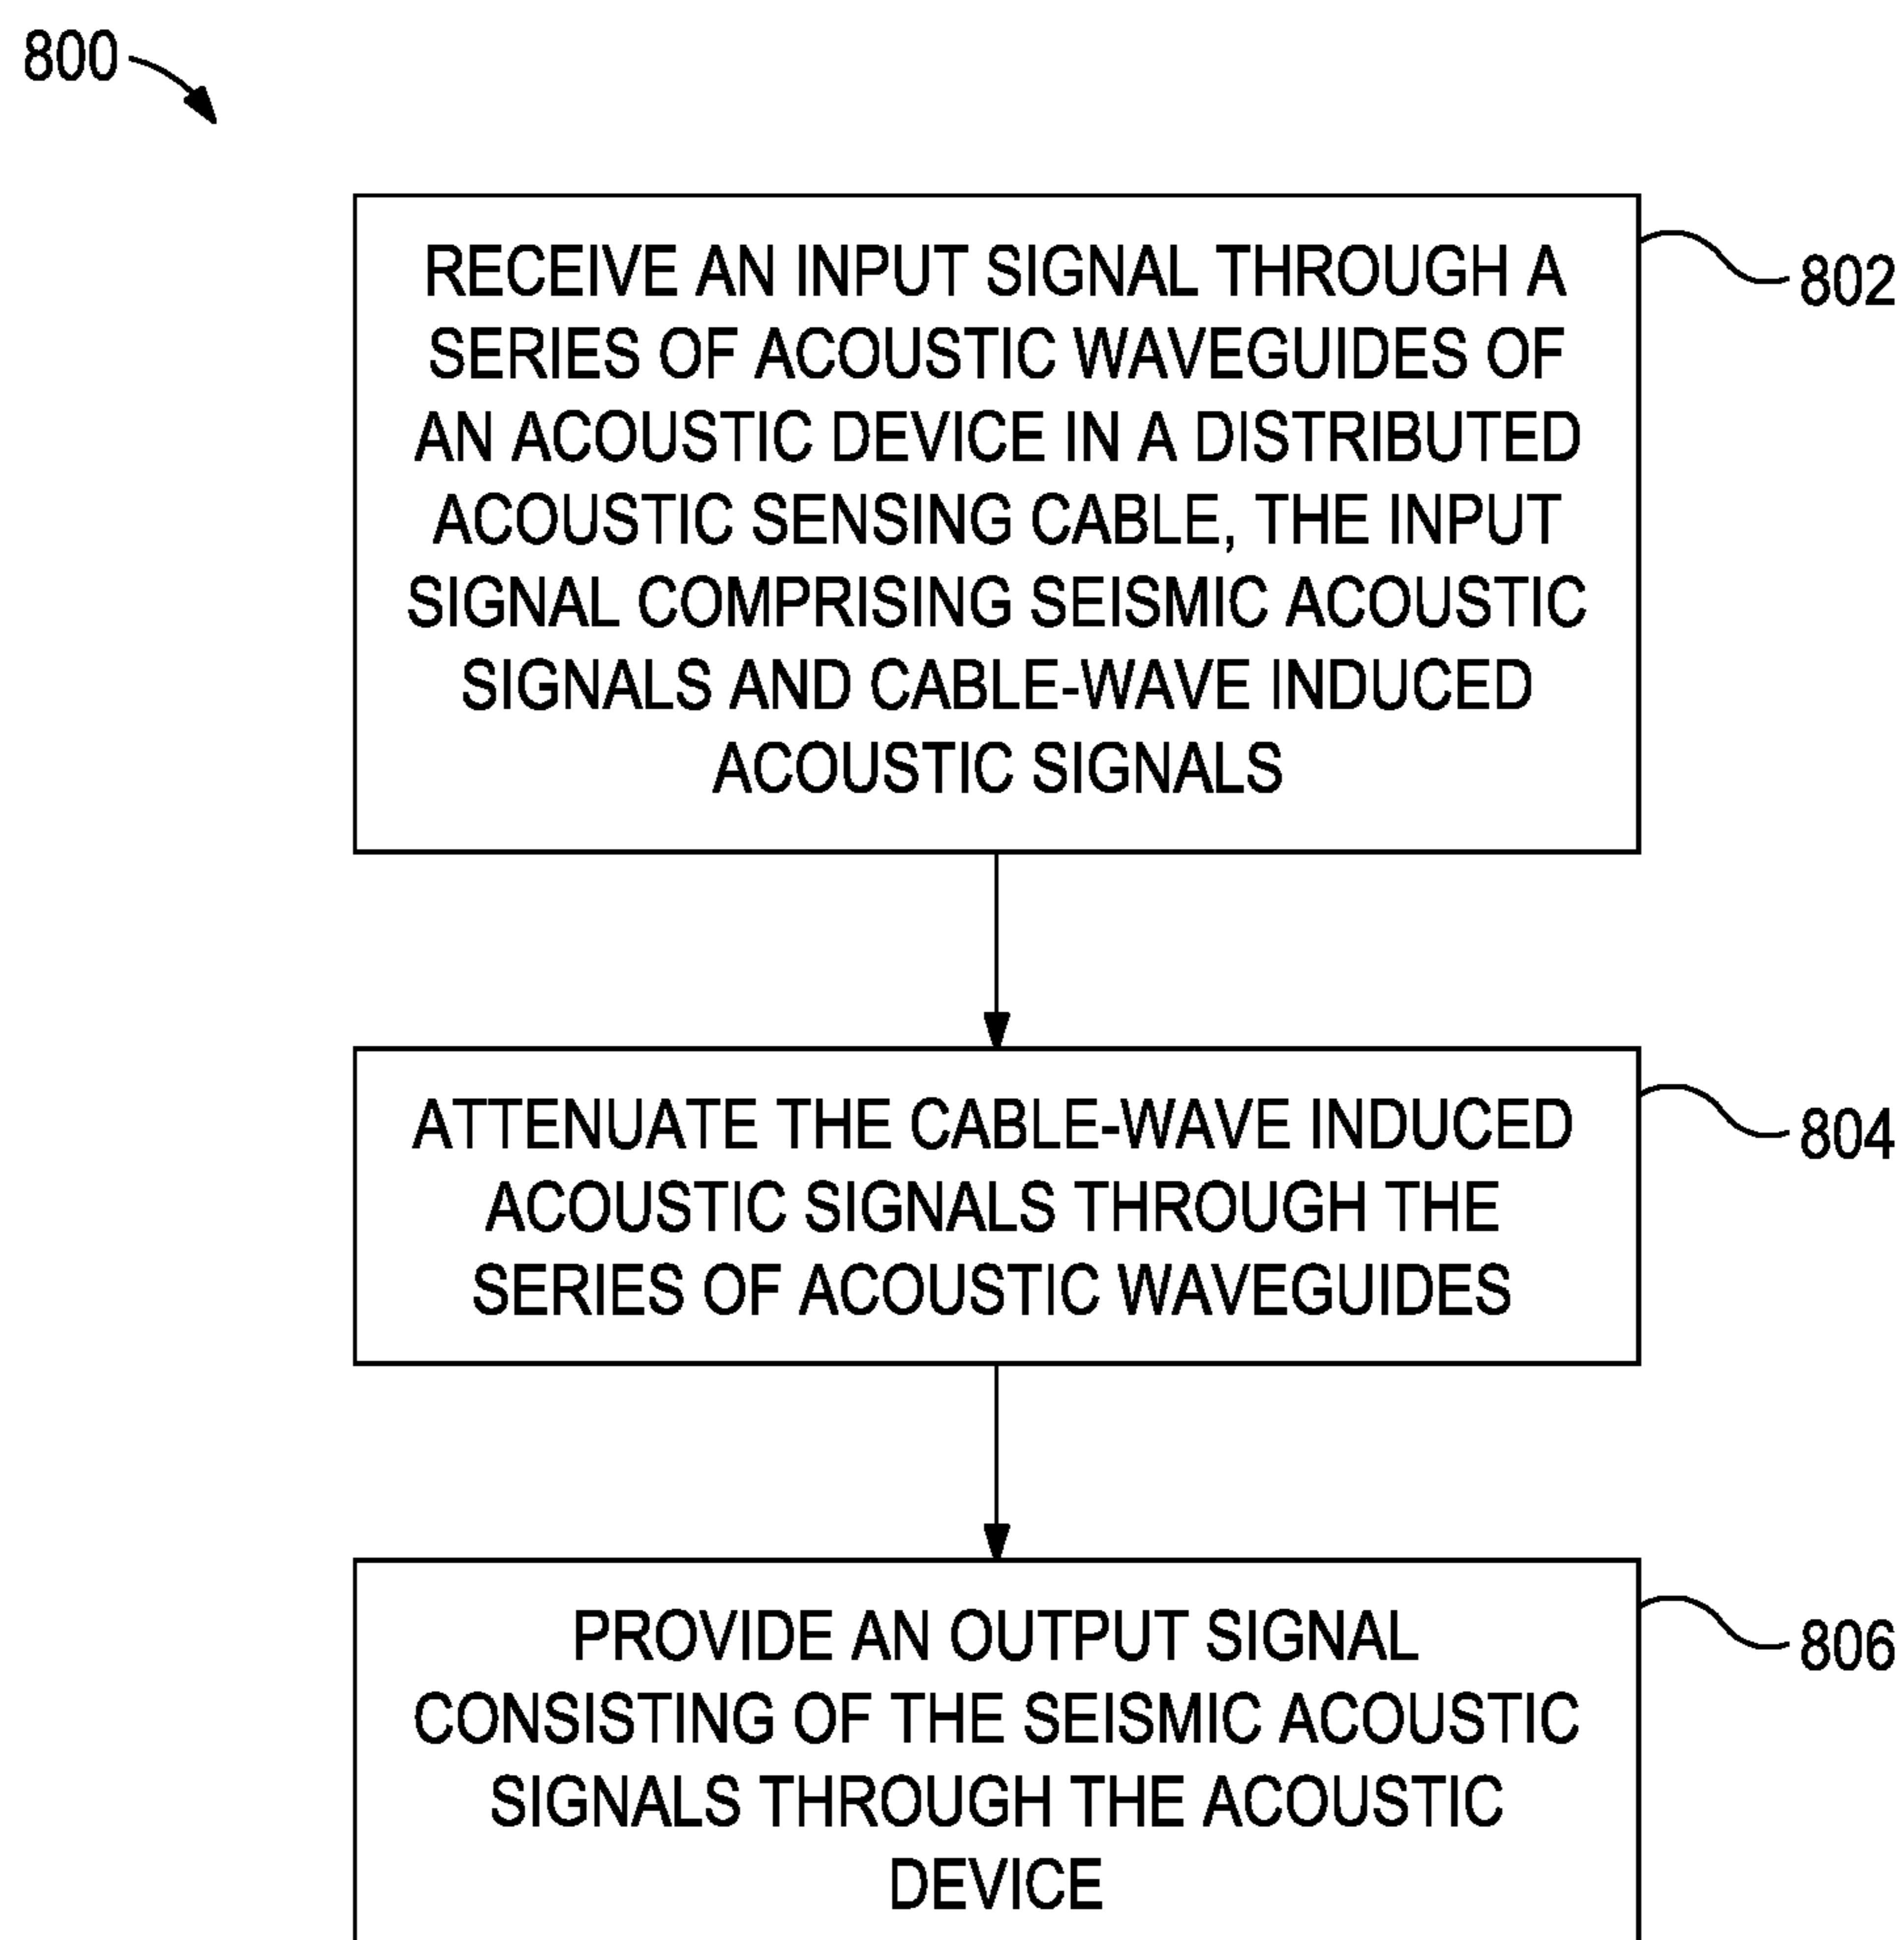 800
RECEIVE AN INPUT SIGNAL THROUGH A
SERIES OF ACOUSTIC WAVEGUIDES OF
AN ACOUSTIC DEVICE IN A DISTRIBUTED
ACOUSTIC SENSING CABLE, THE INPUT
SIGNAL COMPRISING SEISMIC ACOUSTIC
SIGNALS AND CABLE-WAVE INDUCED
ACOUSTIC SIGNALS
802
ATTENUATE THE CABLE-WAVE INDUCED
ACOUSTIC SIGNALS THROUGH THE
SERIES OF ACOUSTIC WAVEGUIDES
804
PROVIDE AN OUTPUT SIGNAL
CONSISTING OF THE SEISMIC ACOUSTIC
SIGNALS THROUGH THE ACOUSTIC
DEVICE
806